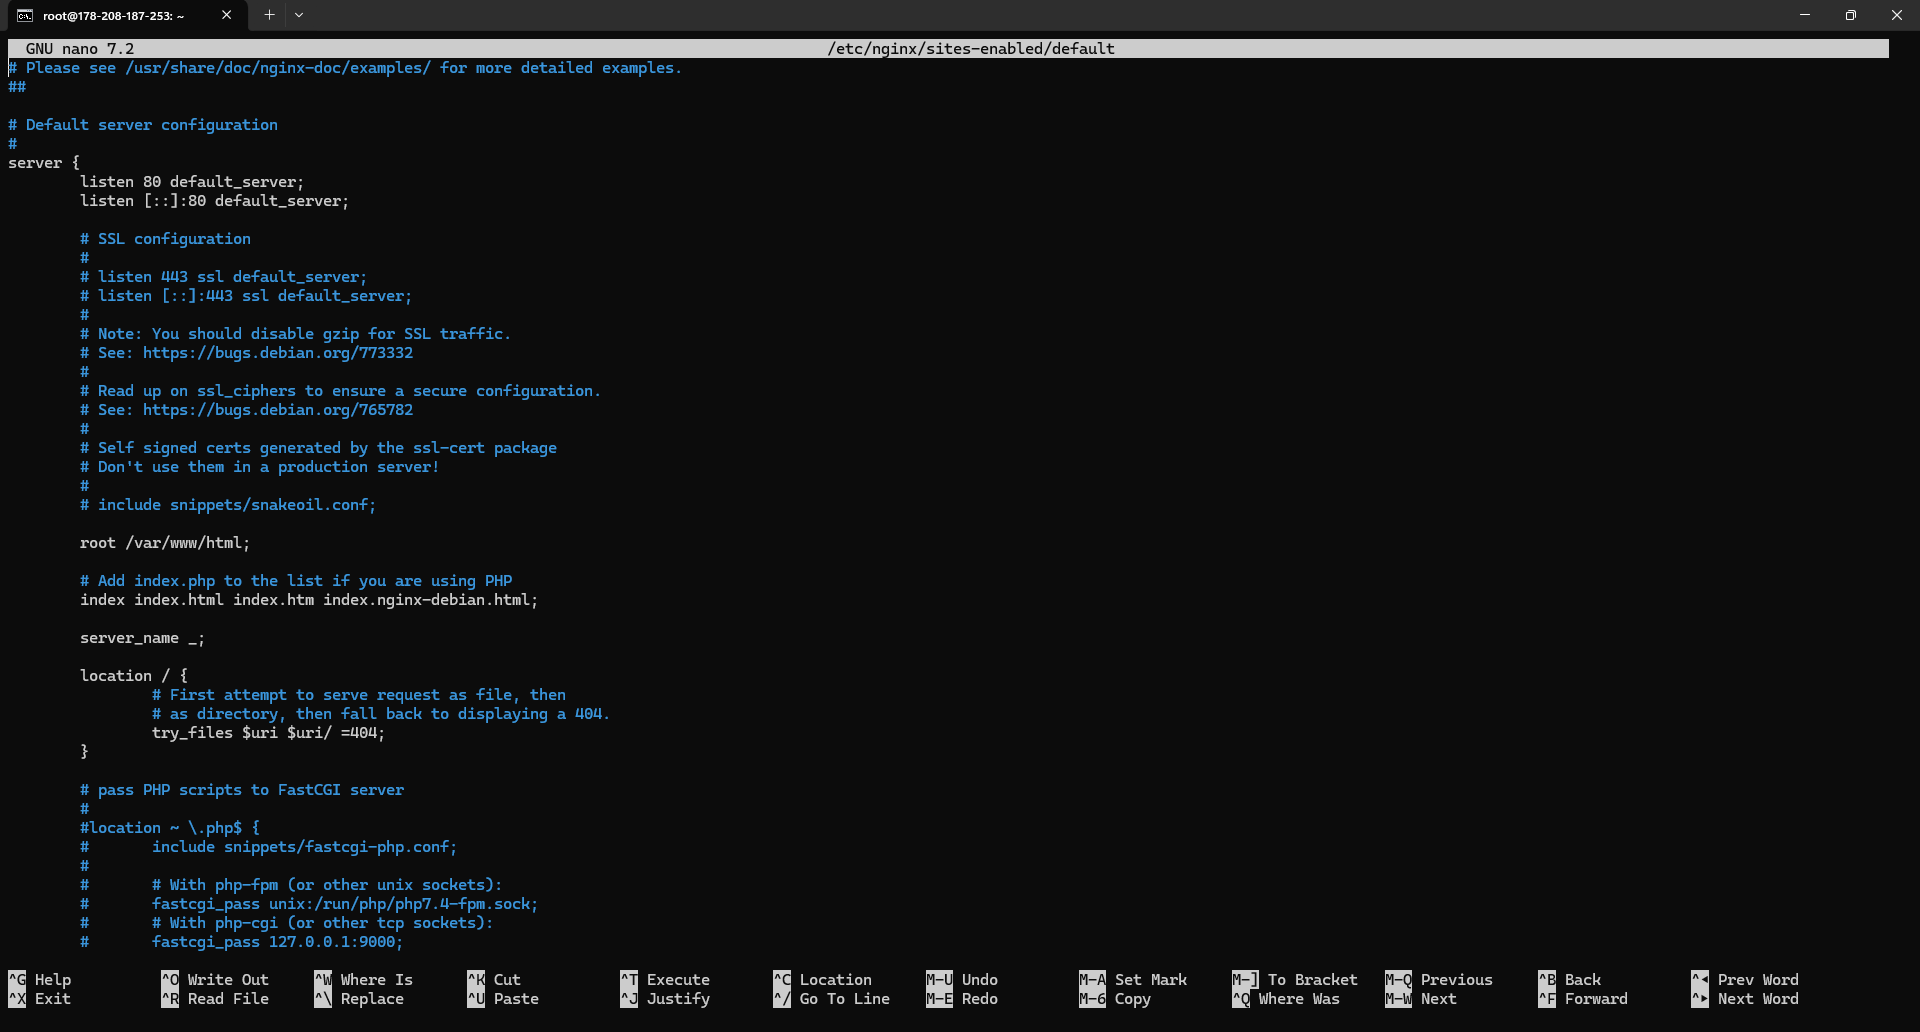 root@178-208-187-253: ~
GNU nano 7.2 /etc/nginx/sites-enabled/default
# Please see /usr/share/doc/nginx-doc/examples/ for more detailed examples.
##

# Default server configuration
#
server {
        listen 80 default_server;
        listen [::]:80 default_server;

        # SSL configuration
        #
        # listen 443 ssl default_server;
        # listen [::]:443 ssl default_server;
        #
        # Note: You should disable gzip for SSL traffic.
        # See: https://bugs.debian.org/773332
        #
        # Read up on ssl_ciphers to ensure a secure configuration.
        # See: https://bugs.debian.org/765782
        #
        # Self signed certs generated by the ssl-cert package
        # Don't use them in a production server!
        #
        # include snippets/snakeoil.conf;

        root /var/www/html;

        # Add index.php to the list if you are using PHP
        index index.html index.htm index.nginx-debian.html;

        server_name _;

        location / {
                # First attempt to serve request as file, then
                # as directory, then fall back to displaying a 404.
                try_files $uri $uri/ =404;
        }

        # pass PHP scripts to FastCGI server
        #
        #location ~ \.php$ {
        #       include snippets/fastcgi-php.conf;
        #
        #       # With php-fpm (or other unix sockets):
        #       fastcgi_pass unix:/run/php/php7.4-fpm.sock;
        #       # With php-cgi (or other tcp sockets):
        #       fastcgi_pass 127.0.0.1:9000;

^G Help ^O Write Out ^W Where Is ^K Cut ^T Execute ^C Location M-U Undo M-A Set Mark M-] To Bracket M-Q Previous ^B Back ^◂ Prev Word
^X Exit ^R Read File ^\ Replace ^U Paste ^J Justify ^/ Go To Line M-E Redo M-6 Copy ^Q Where Was M-W Next ^F Forward ^▸ Next Word